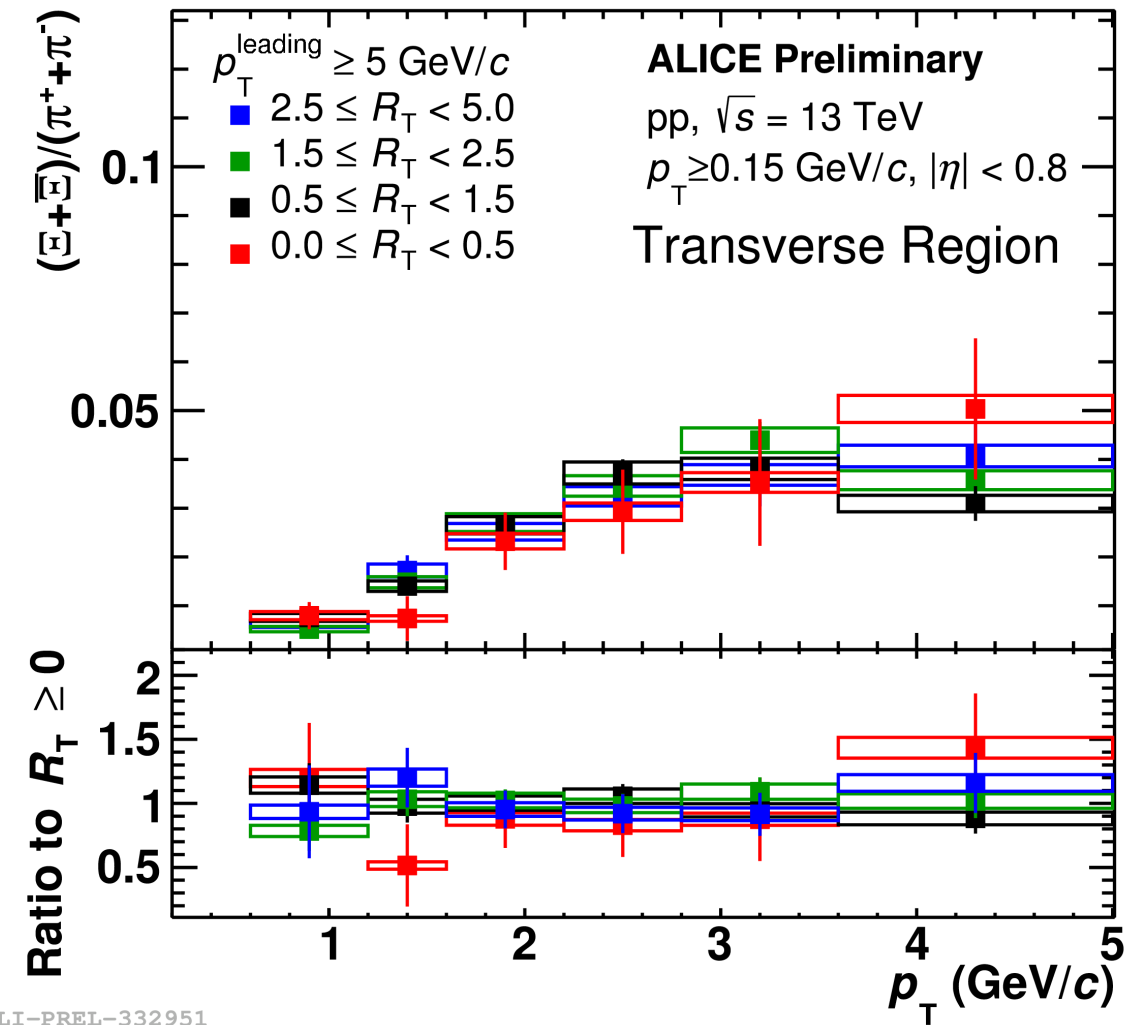 (Ξ+Ξ̅)/(π⁺+π⁻)
p_T^leading ≥ 5 GeV/c
2.5 ≤ R_T < 5.0
1.5 ≤ R_T < 2.5
0.5 ≤ R_T < 1.5
0.0 ≤ R_T < 0.5
ALICE Preliminary
pp, √s = 13 TeV
p_T≥0.15 GeV/c, |η| < 0.8
Transverse Region
0.1
0.05
Ratio to R_T ≥ 0
2
1.5
1
0.5
1 2 3 4 5
p_T (GeV/c)
LI-PREL-332951